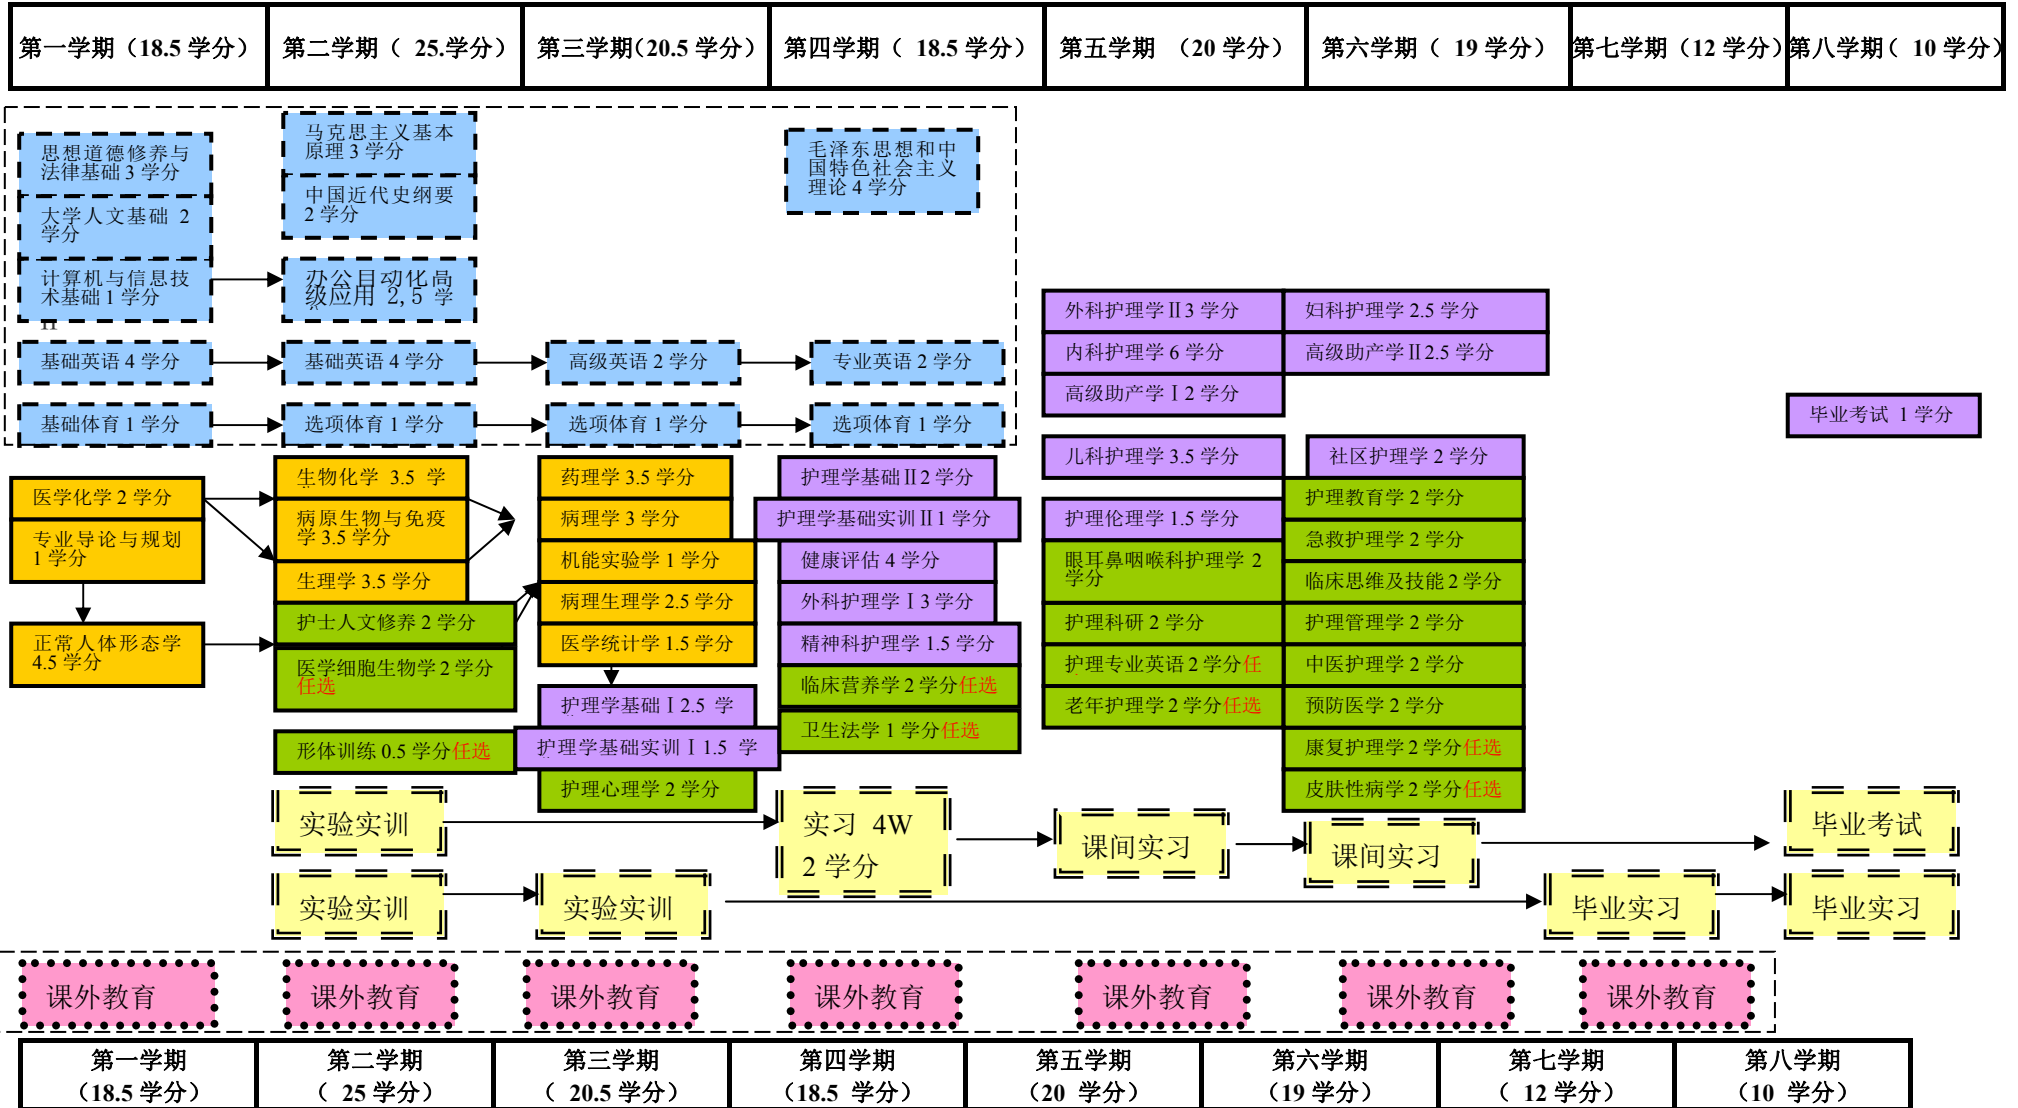 第一学期（18.5 学分）
第二学期（ 25.学分）
第三学期（20.5 学分）
第四学期（ 18.5 学分）
第五学期 （20 学分）
第六学期（ 19 学分）
第七学期（12 学分）
第八学期（ 10 学分）
思想道德修养与
法律基础 3 学分
大学人文基础 2
学分
计算机与信息技
术基础 1 学分
马克思主义基本
原理 3 学分
中国近代史纲要
2 学分
办公自动化高
级应用 2,5 学
毛泽东思想和中
国特色社会主义
理论 4 学分
基础英语 4 学分
基础英语 4 学分
高级英语 2 学分
专业英语 2 学分
基础体育 1 学分
选项体育 1 学分
选项体育 1 学分
选项体育 1 学分
医学化学 2 学分
专业导论与规划
1 学分
正常人体形态学
4.5 学分
生物化学 3.5 学
病原生物与免疫
学 3.5 学分
生理学 3.5 学分
护士人文修养 2 学分
医学细胞生物学 2 学分
任选
形体训练 0.5 学分任选
药理学 3.5 学分
病理学 3 学分
机能实验学 1 学分
病理生理学 2.5 学分
医学统计学 1.5 学分
护理学基础Ⅰ2.5 学
护理学基础实训Ⅰ1.5 学
护理心理学 2 学分
护理学基础Ⅱ2 学分
护理学基础实训Ⅱ1 学分
健康评估 4 学分
外科护理学Ⅰ3 学分
精神科护理学 1.5 学分
临床营养学 2 学分任选
卫生法学 1 学分任选
外科护理学Ⅱ3 学分
内科护理学 6 学分
高级助产学Ⅰ2 学分
儿科护理学 3.5 学分
护理伦理学 1.5 学分
眼耳鼻咽喉科护理学 2
学分
护理科研 2 学分
护理专业英语 2 学分任
老年护理学 2 学分任选
妇科护理学 2.5 学分
高级助产学Ⅱ2.5 学分
社区护理学 2 学分
护理教育学 2 学分
急救护理学 2 学分
临床思维及技能 2 学分
护理管理学 2 学分
中医护理学 2 学分
预防医学 2 学分
康复护理学 2 学分任选
皮肤性病学 2 学分任选
毕业考试 1 学分
实验实训
实习 4W
2 学分
课间实习
课间实习
毕业考试
实验实训
实验实训
毕业实习
毕业实习
课外教育
课外教育
课外教育
课外教育
课外教育
课外教育
课外教育
第一学期
（18.5 学分）
第二学期
（ 25 学分）
第三学期
（ 20.5 学分）
第四学期
（18.5 学分）
第五学期
（20 学分）
第六学期
（19 学分）
第七学期
（ 12 学分）
第八学期
（10 学分）